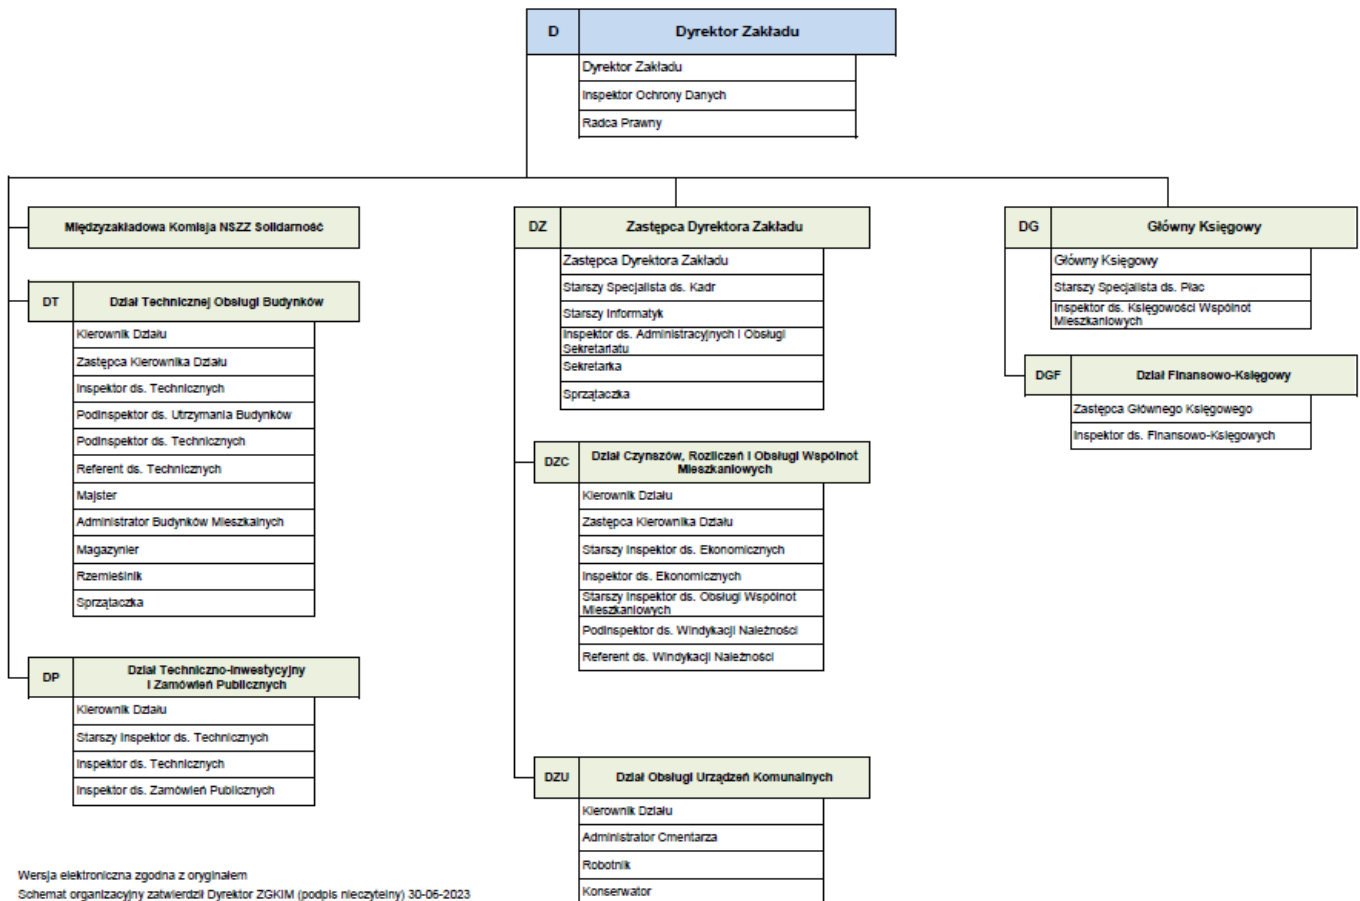 D Dyrektor Zakładu
Dyrektor Zakładu
Inspektor Ochrony Danych
Radca Prawny
Międzyzakładowa Komisja NSZZ Solidarność
DT Dział Technicznej Obsługi Budynków
Kierownik Działu
Zastępca Kierownika Działu
Inspektor ds. Technicznych
Podinspektor ds. Utrzymania Budynków
Podinspektor ds. Technicznych
Referent ds. Technicznych
Majster
Administrator Budynków Mieszkalnych
Magazynier
Rzemieślnik
Sprzątaczka
DP Dział Techniczno-Inwestycyjny
i Zamówień Publicznych
Kierownik Działu
Starszy Inspektor ds. Technicznych
Inspektor ds. Technicznych
Inspektor ds. Zamówień Publicznych
DZ Zastępca Dyrektora Zakładu
Zastępca Dyrektora Zakładu
Starszy Specjalista ds. Kadr
Starszy Informatyk
Inspektor ds. Administracyjnych i Obsługi
Sekretariatu
Sekretarka
Sprzątaczka
DZC Dział Czynszów, Rozliczeń i Obsługi Wspólnot
Mieszkaniowych
Kierownik Działu
Zastępca Kierownika Działu
Starszy Inspektor ds. Ekonomicznych
Inspektor ds. Ekonomicznych
Starszy Inspektor ds. Obsługi Wspólnot
Mieszkaniowych
Podinspektor ds. Windykacji Należności
Referent ds. Windykacji Należności
DZU Dział Obsługi Urządzeń Komunalnych
Kierownik Działu
Administrator Cmentarza
Robotnik
Konserwator
DG Główny Księgowy
Główny Księgowy
Starszy Specjalista ds. Płac
Inspektor ds. Księgowości Wspólnot
Mieszkaniowych
DGF Dział Finansowo-Księgowy
Zastępca Głównego Księgowego
Inspektor ds. Finansowo-Księgowych
Wersja elektroniczna zgodna z oryginałem
Schemat organizacyjny zatwierdził Dyrektor ZGKIM (podpis nieczytelny) 30-06-2023